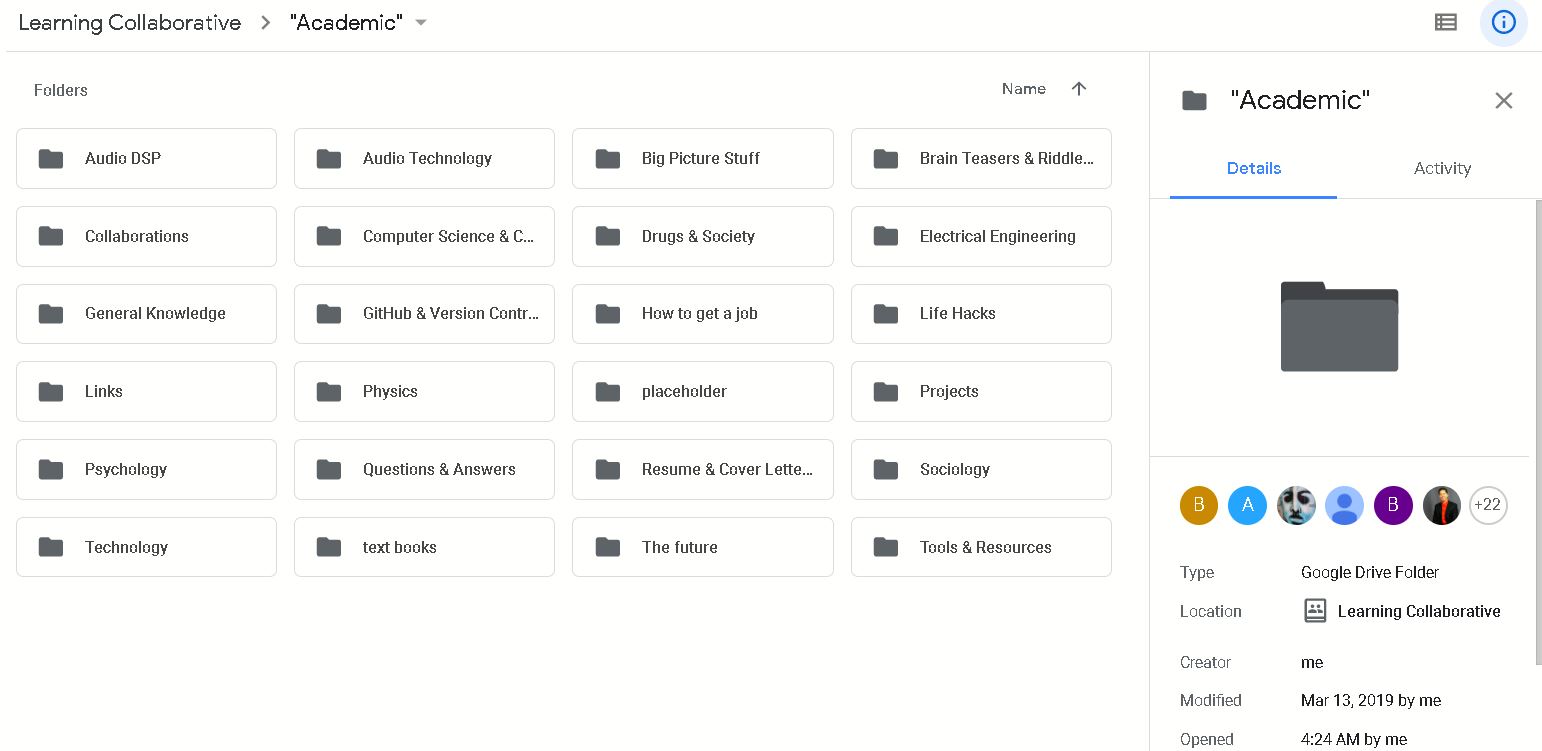 Learning Collaborative > "Academic"
Folders
Name
Audio DSP
Audio Technology
Big Picture Stuff
Brain Teasers & Riddle...
Collaborations
Computer Science & C...
Drugs & Society
Electrical Engineering
General Knowledge
GitHub & Version Contr...
How to get a job
Life Hacks
Links
Physics
placeholder
Projects
Psychology
Questions & Answers
Resume & Cover Lette...
Sociology
Technology
text books
The future
Tools & Resources
"Academic"
Details
Activity
B
A
B
+22
Type Google Drive Folder
Location Learning Collaborative
Creator me
Modified Mar 13, 2019 by me
Opened 4:24 AM by me